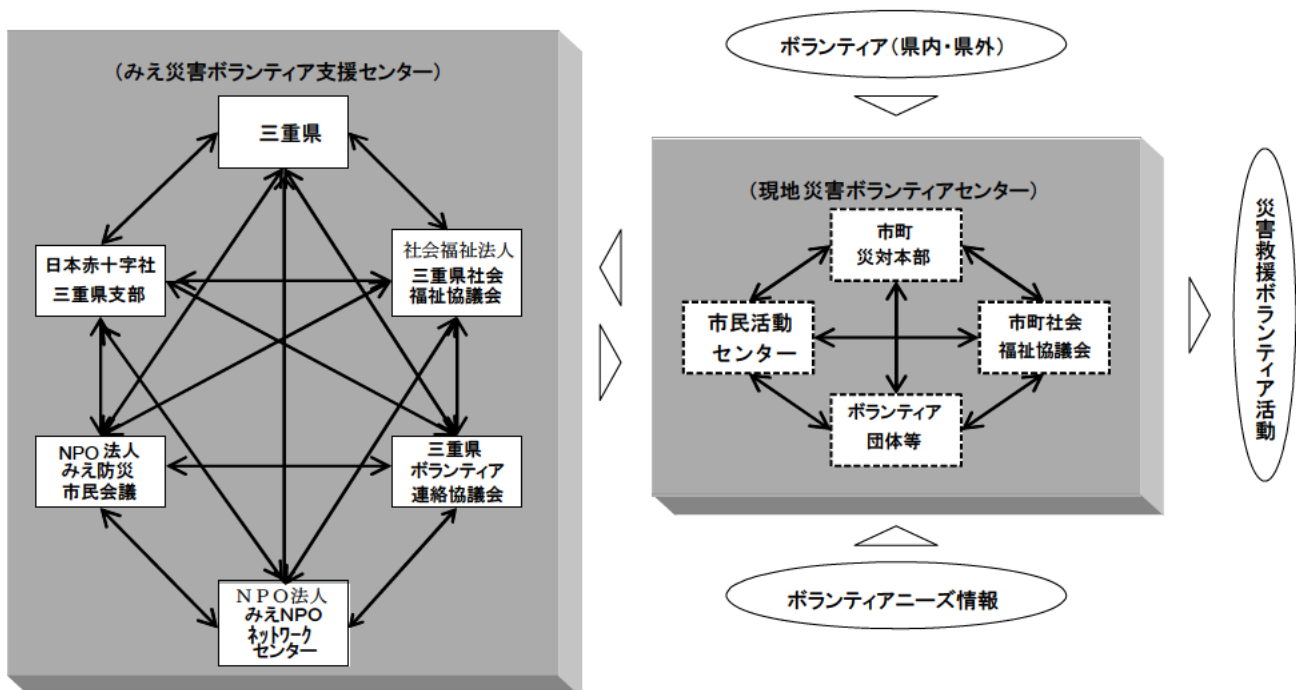 (みえ災害ボランティア支援センター)
三重県
日本赤十字社
三重県支部
社会福祉法人
三重県社会
福祉協議会
NPO法人
みえ防災
市民会議
三重県
ボランティア
連絡協議会
NPO法人
みえNPO
ネットワーク
センター
ボランティア(県内・県外)
(現地災害ボランティアセンター)
市町
災対本部
市民活動
センター
市町社会
福祉協議会
ボランティア
団体等
ボランティアニーズ情報
災害救援ボランティア活動